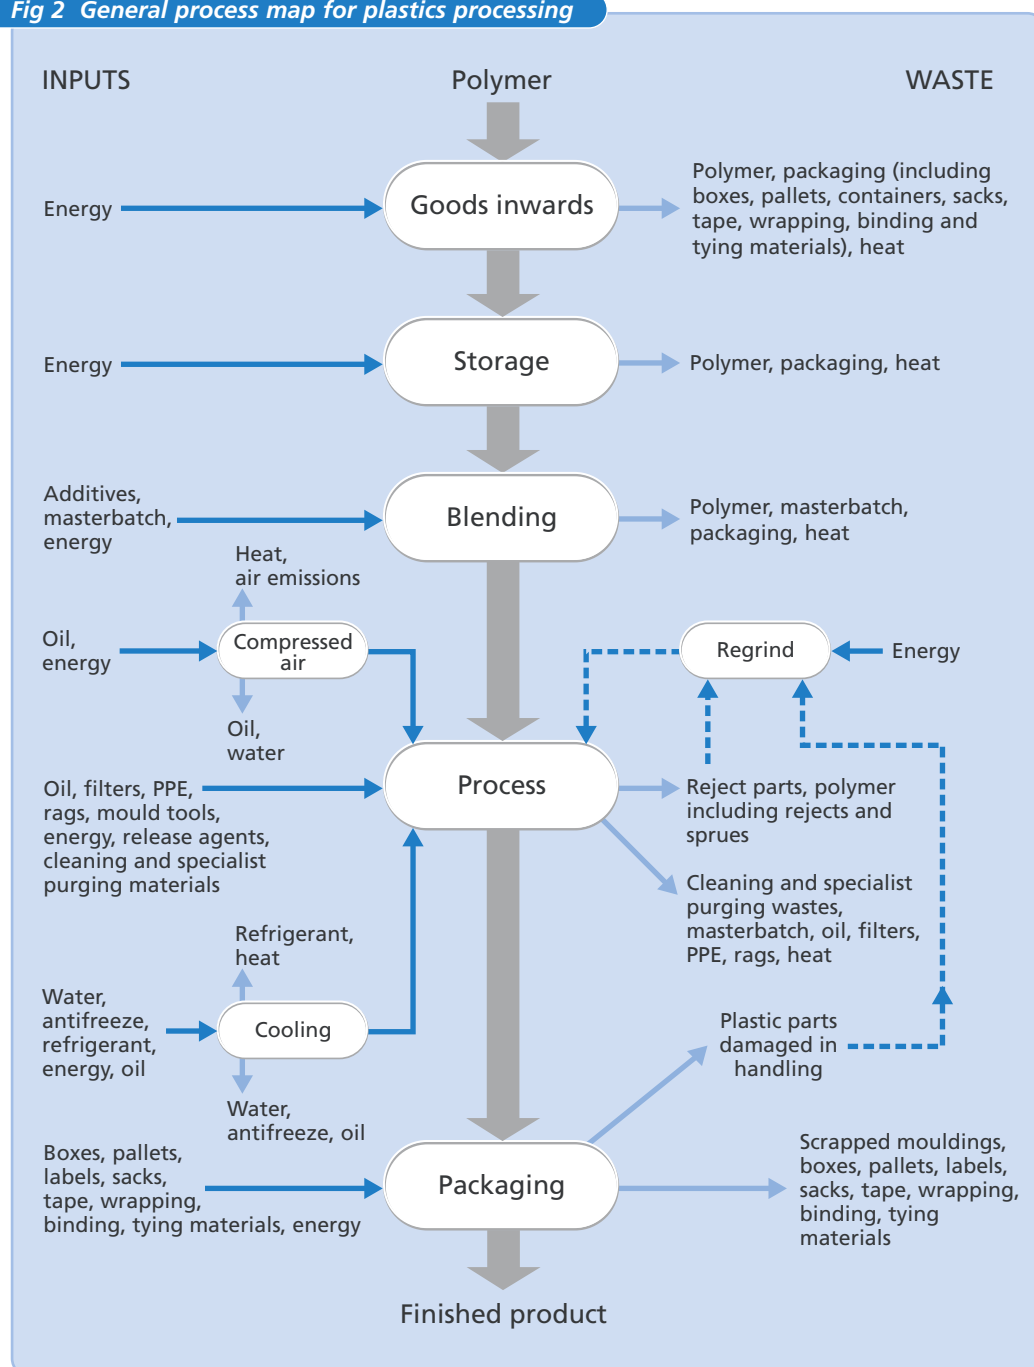 Fig 2 General process map for plastics processing
INPUTS
Polymer
WASTE
Energy
Goods inwards
Polymer, packaging (including
boxes, pallets, containers, sacks,
tape, wrapping, binding and
tying materials), heat
Energy
Storage
Polymer, packaging, heat
Additives,
masterbatch,
energy
Blending
Polymer, masterbatch,
packaging, heat
Heat,
air emissions
Oil,
energy
Compressed
air
Oil,
water
Regrind
Energy
Oil, filters, PPE,
rags, mould tools,
energy, release agents,
cleaning and specialist
purging materials
Process
Reject parts, polymer
including rejects and
sprues
Cleaning and specialist
purging wastes,
masterbatch, oil, filters,
PPE, rags, heat
Refrigerant,
heat
Water,
antifreeze,
refrigerant,
energy, oil
Cooling
Water,
antifreeze, oil
Plastic parts
damaged in
handling
Boxes, pallets,
labels, sacks,
tape, wrapping,
binding, tying materials, energy
Packaging
Scrapped mouldings,
boxes, pallets, labels,
sacks, tape, wrapping,
binding, tying
materials
Finished product